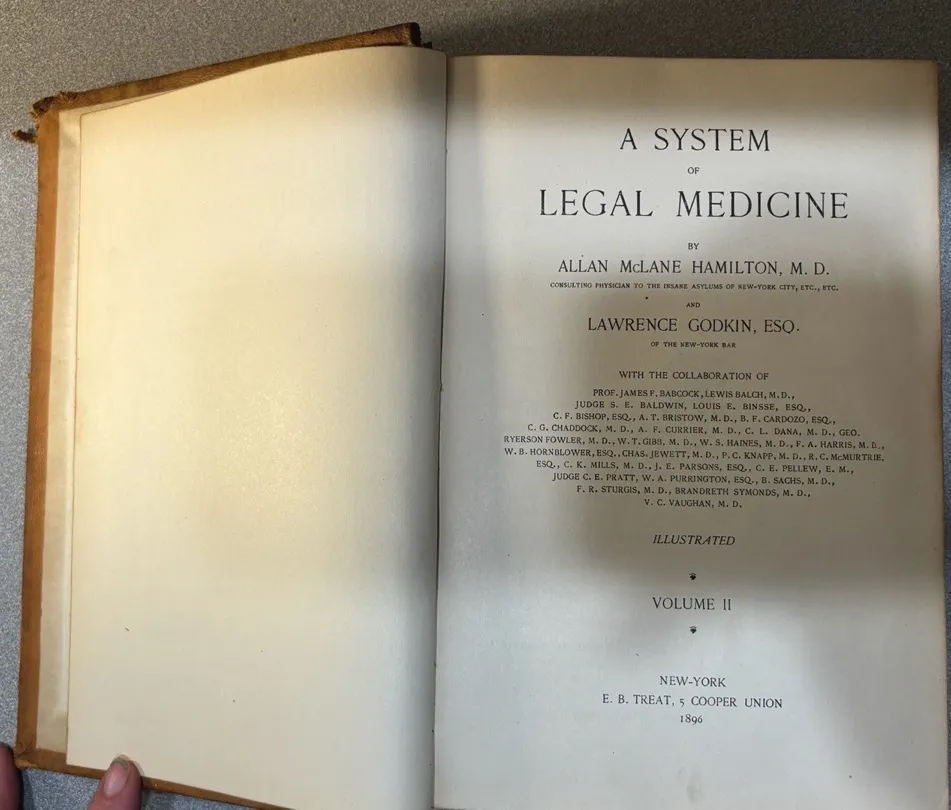 A SYSTEM
OF
LEGAL MEDICINE
BY
ALLAN McLANE HAMILTON, M. D.
CONSULTING PHYSICIAN TO THE INSANE ASYLUMS OF NEW-YORK CITY, ETC., ETC.
AND
LAWRENCE GODKIN, ESQ.
OF THE NEW-YORK BAR
WITH THE COLLABORATION OF
PROF. JAMES F. BABCOCK, LEWIS BALCH, M. D.,
JUDGE S. E. BALDWIN, LOUIS E. BINSSE, ESQ.,
C. F. BISHOP, ESQ., A. T. BRISTOW, M. D., B. F. CARDOZO, ESQ.,
C. G. CHADDOCK, M. D., A. F. CURRIER, M. D., C. L. DANA, M. D., GEO.
RYERSON FOWLER, M. D., W. T. GIBB, M. D., W. S. HAINES, M. D., F. A. HARRIS, M. D.,
W. B. HORNBLOWER, ESQ., CHAS. JEWETT, M. D., P. C. KNAPP, M. D., R. C. McMURTRIE,
ESQ., C. K. MILLS, M. D., J. E. PARSONS, ESQ., C. E. PELLEW, E. M.,
JUDGE C. E. PRATT, W. A. PURRINGTON, ESQ., B. SACHS, M. D.,
F. R. STURGIS, M. D., BRANDRETH SYMONDS, M. D.,
V. C. VAUGHAN, M. D.
ILLUSTRATED
VOLUME II
NEW-YORK
E. B. TREAT, 5 COOPER UNION
1896